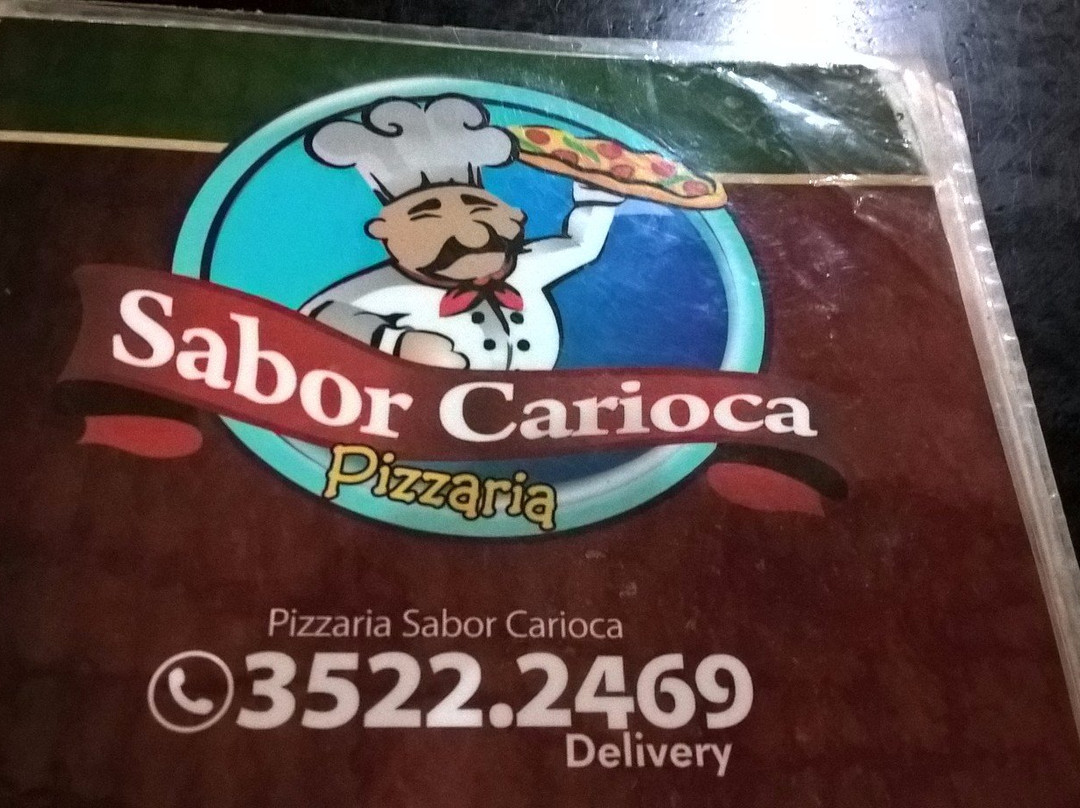 Sabor Carioca
Pizzaria
Pizzaria Sabor Carioca
3522.2469
Delivery